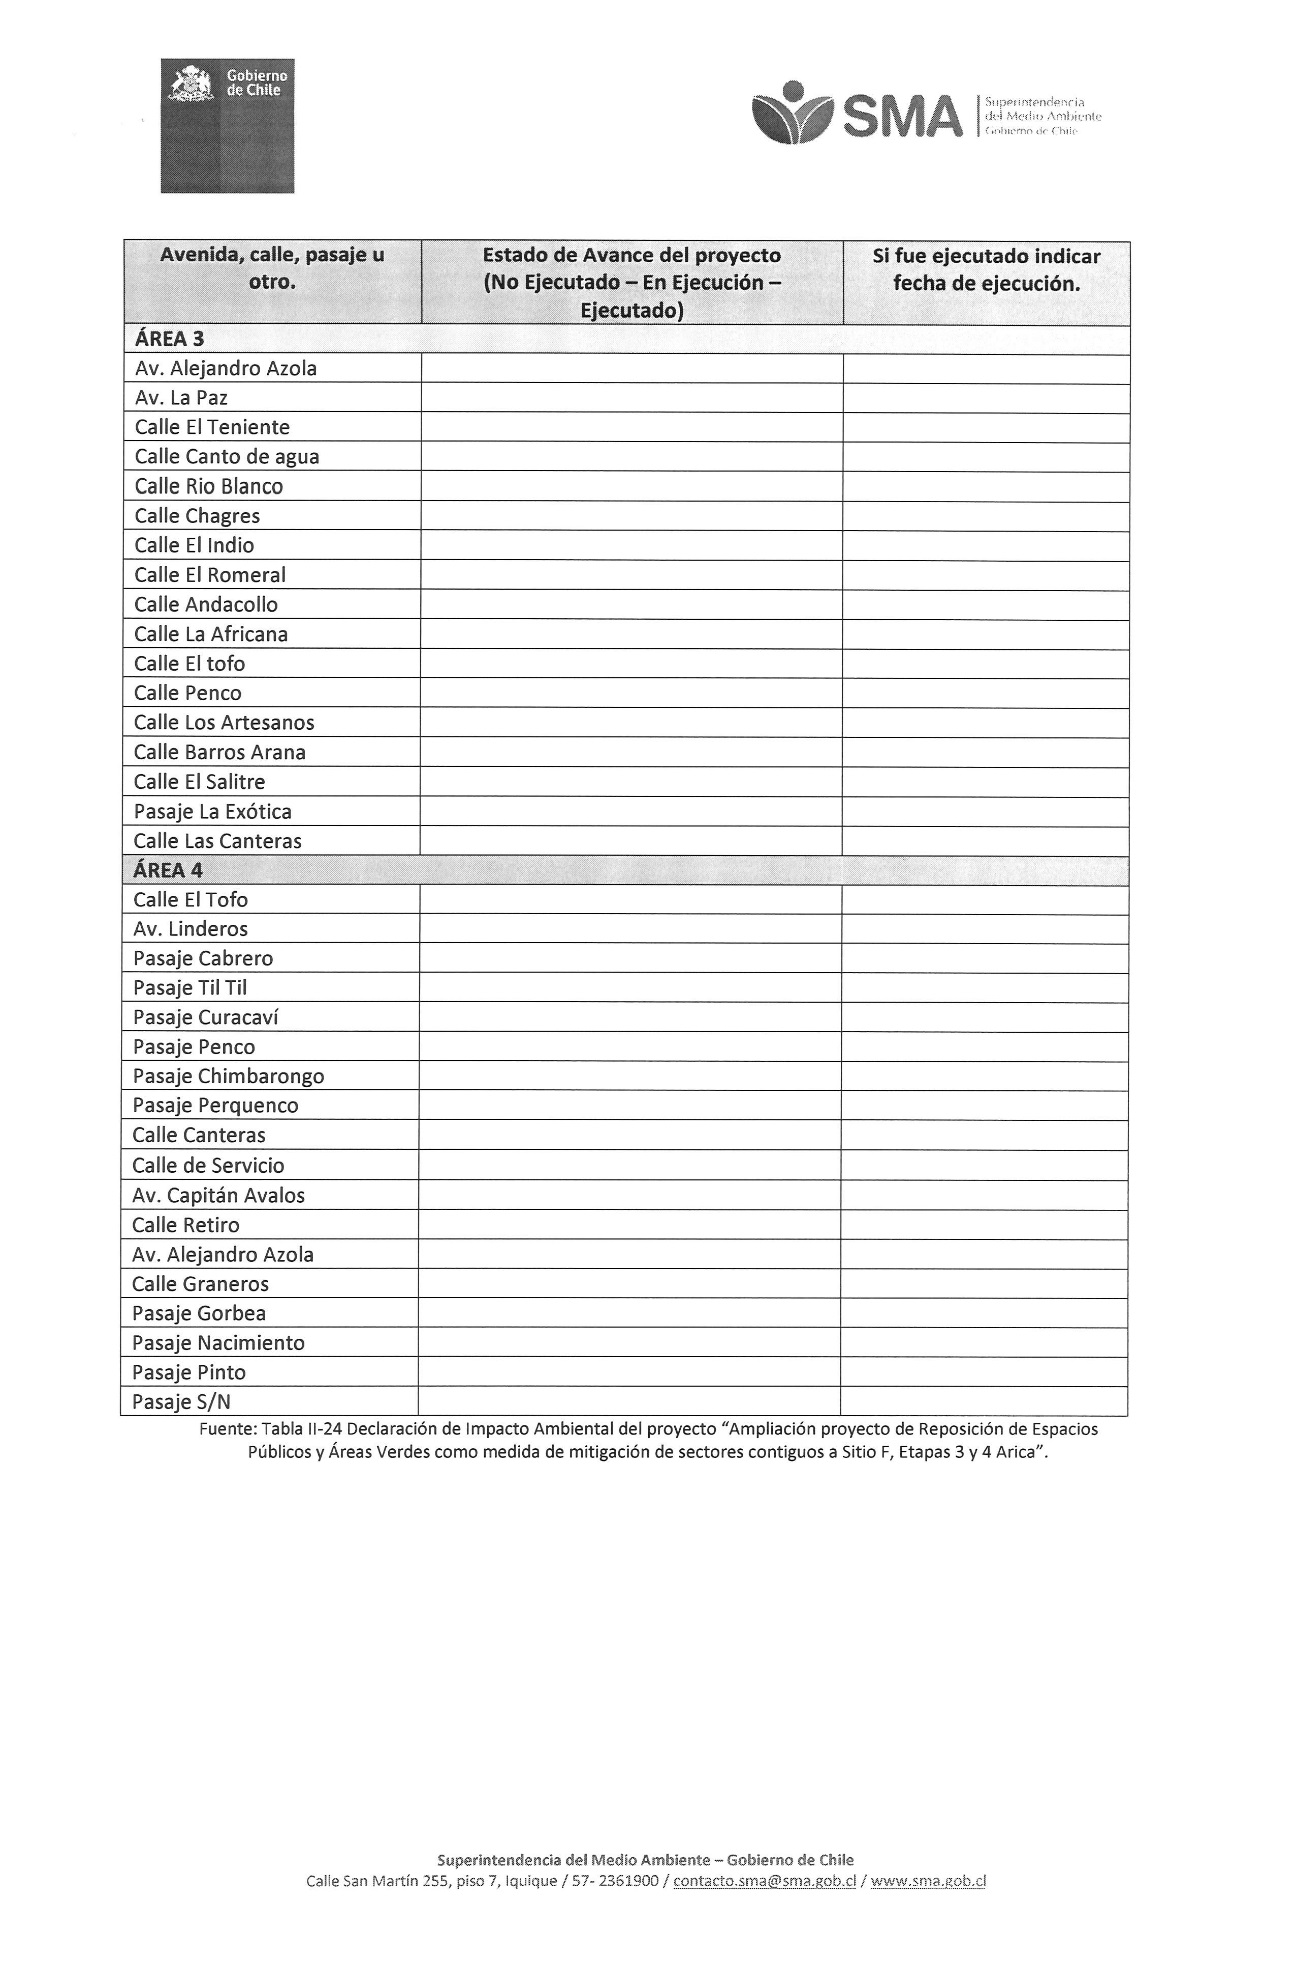 Gobierno
de Chile
SMA
Superintendencia
del Medio Ambiente
Gobierno de Chile
Avenida, calle, pasaje u
otro.
Estado de Avance del proyecto
(No Ejecutado – En Ejecución –
Ejecutado)
Si fue ejecutado indicar
fecha de ejecución.
ÁREA 3
Av. Alejandro Azola
Av. La Paz
Calle El Teniente
Calle Canto de agua
Calle Rio Blanco
Calle Chagres
Calle El Indio
Calle El Romeral
Calle Andacollo
Calle La Africana
Calle El tofo
Calle Penco
Calle Los Artesanos
Calle Barros Arana
Calle El Salitre
Pasaje La Exótica
Calle Las Canteras
ÁREA 4
Calle El Tofo
Av. Linderos
Pasaje Cabrero
Pasaje Til Til
Pasaje Curacaví
Pasaje Penco
Pasaje Chimbarongo
Pasaje Perquenco
Calle Canteras
Calle de Servicio
Av. Capitán Avalos
Calle Retiro
Av. Alejandro Azola
Calle Graneros
Pasaje Gorbea
Pasaje Nacimiento
Pasaje Pinto
Pasaje S/N
Fuente: Tabla II-24 Declaración de Impacto Ambiental del proyecto “Ampliación proyecto de Reposición de Espacios
Públicos y Áreas Verdes como medida de mitigación de sectores contiguos a Sitio F, Etapas 3 y 4 Arica”.
Superintendencia del Medio Ambiente – Gobierno de Chile
Calle San Martín 255, piso 7, Iquique / 57- 2361900 / contacto.sma@sma.gob.cl / www.sma.gob.cl